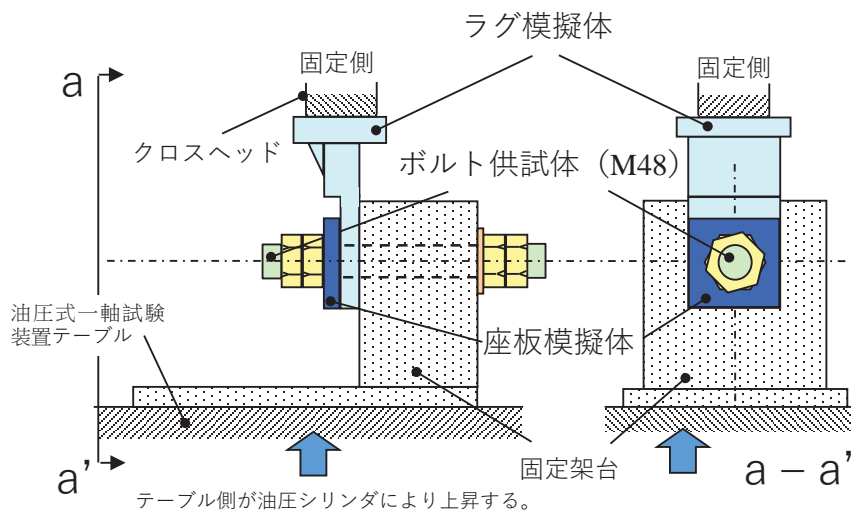 ラグ模擬体
固定側
固定側
a
クロスヘッド
ボルト供試体（M48）
油圧式一軸試験
装置テーブル
座板模擬体
固定架台
a'
a－a'
テーブル側が油圧シリンダにより上昇する。